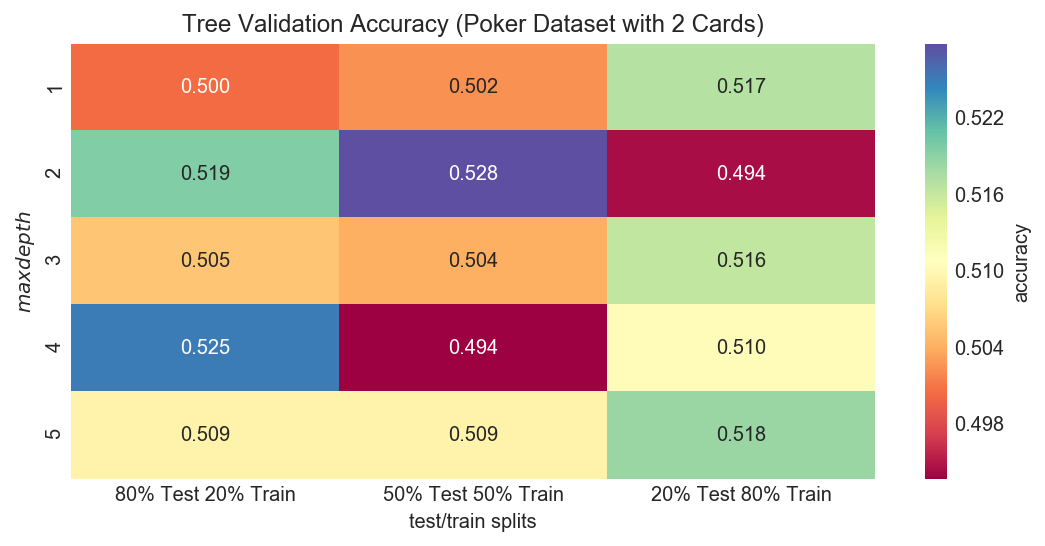 Tree Validation Accuracy (Poker Dataset with 2 Cards)
1 0.500 0.502 0.517
2 0.519 0.528 0.494
3 0.505 0.504 0.516
4 0.525 0.494 0.510
5 0.509 0.509 0.518
maxdepth
80% Test 20% Train 50% Test 50% Train 20% Test 80% Train
test/train splits
0.522
0.516
0.510
0.504
0.498
accuracy